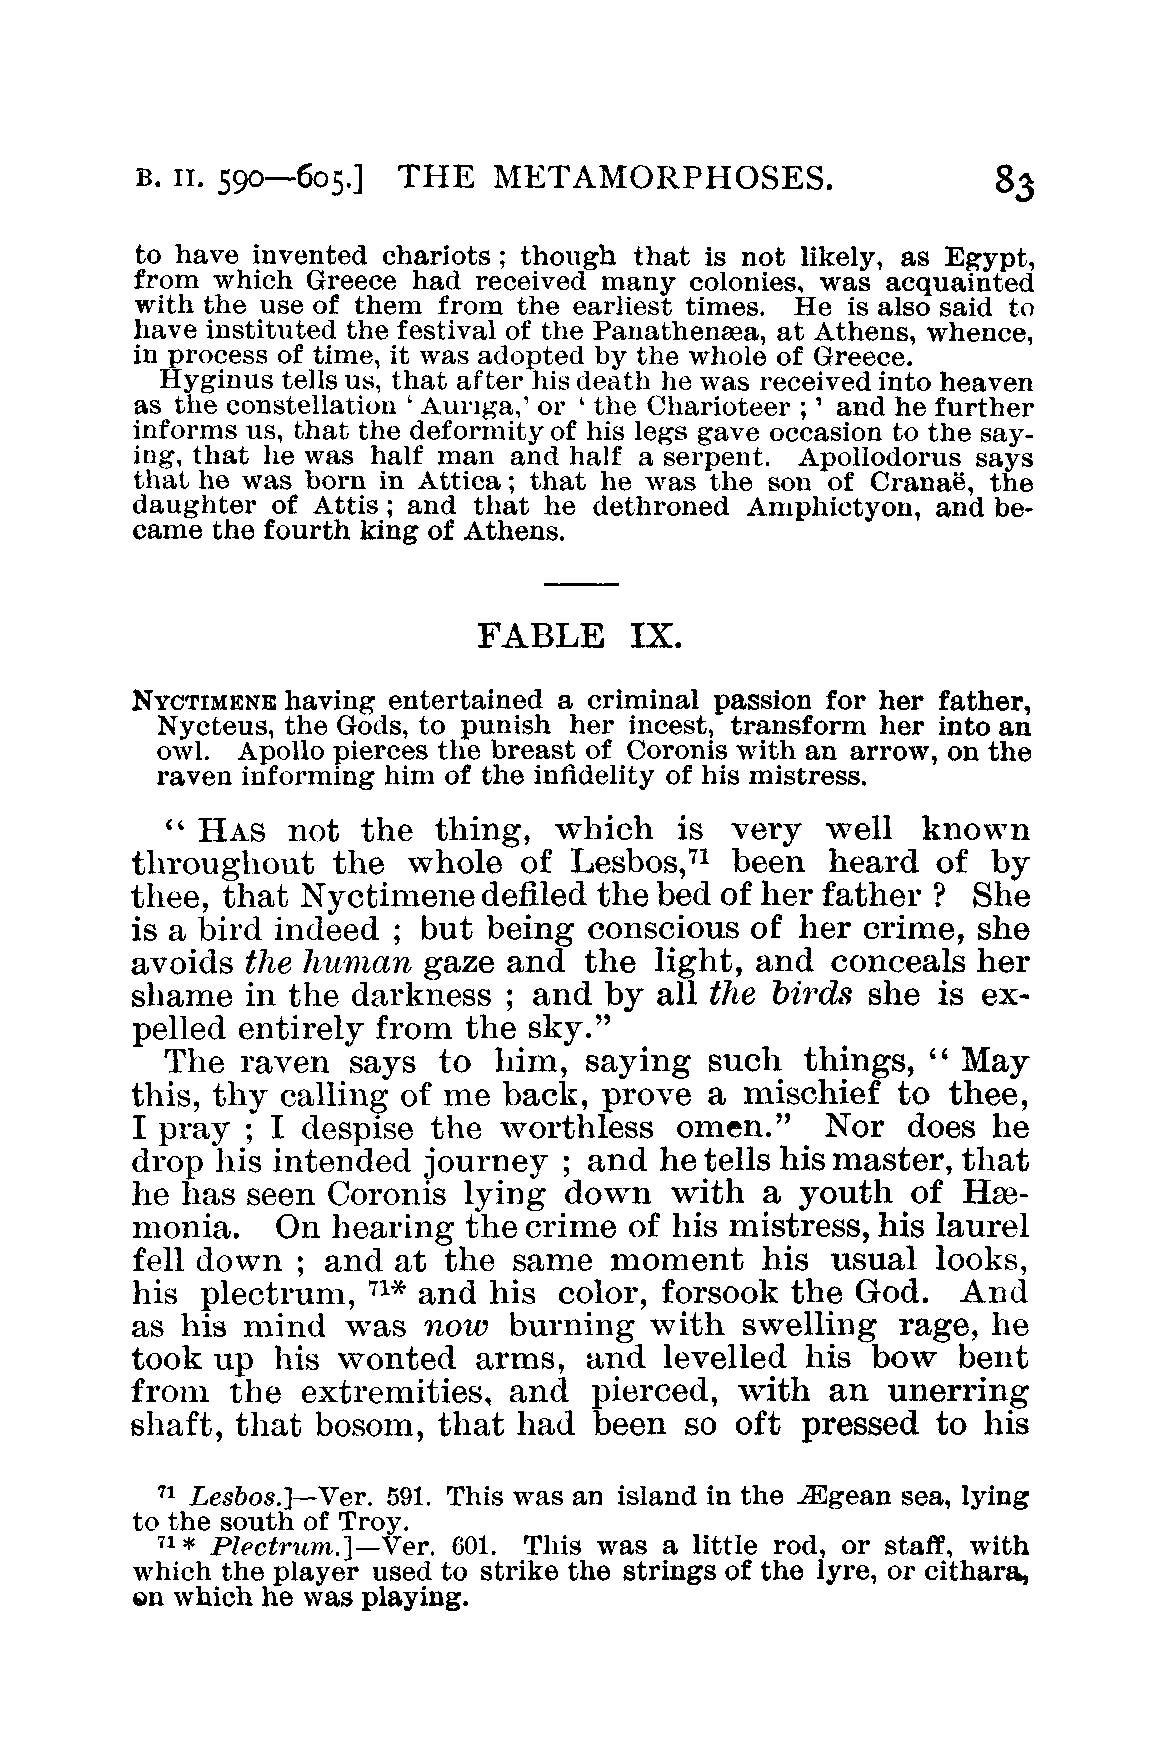 B. II. 590—605.] THE METAMORPHOSES. 83
to have invented chariots ; though that is not likely, as Egypt,
from which Greece had received many colonies, was acquainted
with the use of them from the earliest times. He is also said to
have instituted the festival of the Panathenæa, at Athens, whence,
in process of time, it was adopted by the whole of Greece.
Hyginus tells us, that after his death he was received into heaven
as the constellation ‘ Auriga,’ or ‘ the Charioteer ; ’ and he further
informs us, that the deformity of his legs gave occasion to the say-
ing, that he was half man and half a serpent. Apollodorus says
that he was born in Attica ; that he was the son of Cranaë, the
daughter of Attis ; and that he dethroned Amphictyon, and be-
came the fourth king of Athens.
FABLE IX.
NYCTIMENE having entertained a criminal passion for her father,
Nycteus, the Gods, to punish her incest, transform her into an
owl. Apollo pierces the breast of Coronis with an arrow, on the
raven informing him of the infidelity of his mistress.
“ HAS not the thing, which is very well known
throughout the whole of Lesbos,⁷¹ been heard of by
thee, that Nyctimene defiled the bed of her father ? She
is a bird indeed ; but being conscious of her crime, she
avoids the human gaze and the light, and conceals her
shame in the darkness ; and by all the birds she is ex-
pelled entirely from the sky.”
The raven says to him, saying such things, “ May
this, thy calling of me back, prove a mischief to thee,
I pray ; I despise the worthless omen.” Nor does he
drop his intended journey ; and he tells his master, that
he has seen Coronis lying down with a youth of Hæ-
monia. On hearing the crime of his mistress, his laurel
fell down ; and at the same moment his usual looks,
his plectrum, ⁷¹* and his color, forsook the God. And
as his mind was now burning with swelling rage, he
took up his wonted arms, and levelled his bow bent
from the extremities, and pierced, with an unerring
shaft, that bosom, that had been so oft pressed to his
⁷¹ Lesbos.]—Ver. 591. This was an island in the Ægean sea, lying
to the south of Troy.
⁷¹* Plectrum.]—Ver. 601. This was a little rod, or staff, with
which the player used to strike the strings of the lyre, or cithara,
on which he was playing.